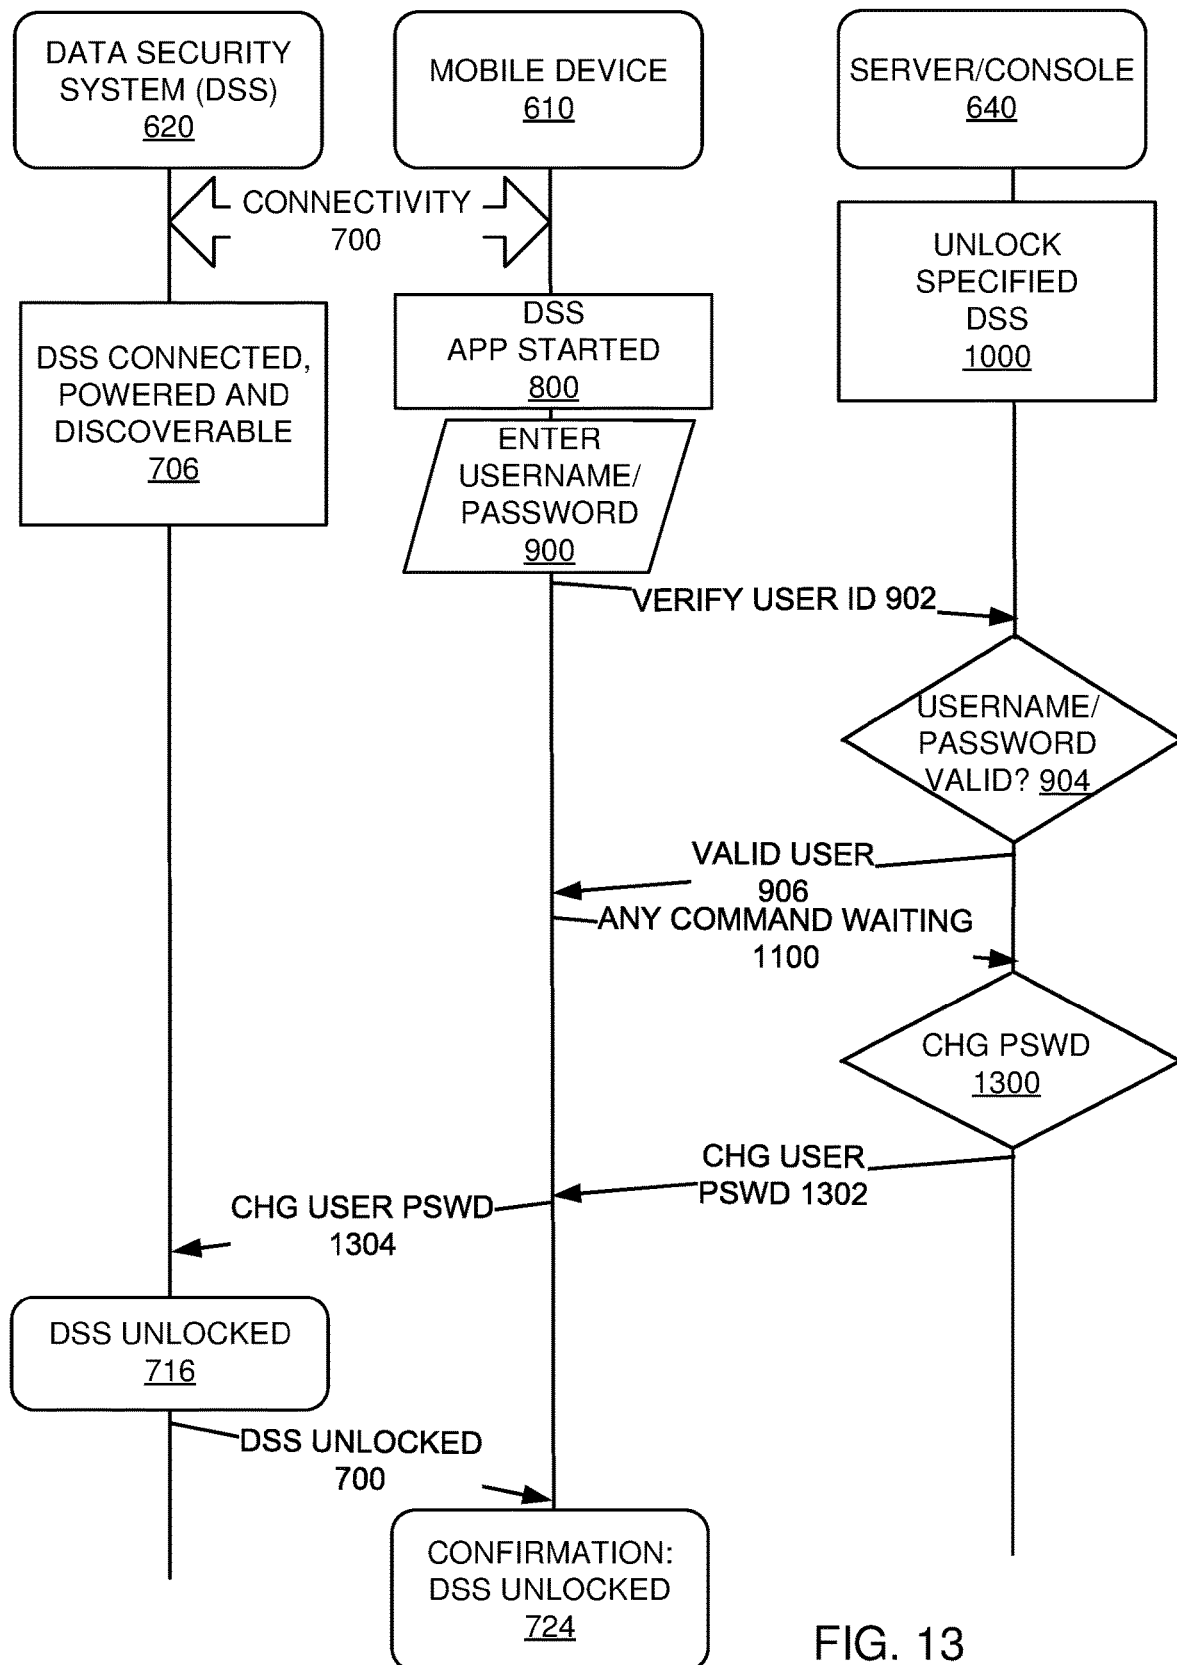 DATA SECURITY
SYSTEM (DSS)
620
MOBILE DEVICE
610
SERVER/CONSOLE
640
CONNECTIVITY
700
UNLOCK
SPECIFIED
DSS
1000
DSS CONNECTED,
POWERED AND
DISCOVERABLE
706
DSS
APP STARTED
800
ENTER
USERNAME/
PASSWORD
900
VERIFY USER ID 902
USERNAME/
PASSWORD
VALID? 904
VALID USER
906
ANY COMMAND WAITING
1100
CHG PSWD
1300
CHG USER
PSWD 1302
CHG USER PSWD
1304
DSS UNLOCKED
716
DSS UNLOCKED
700
CONFIRMATION:
DSS UNLOCKED
724
FIG. 13